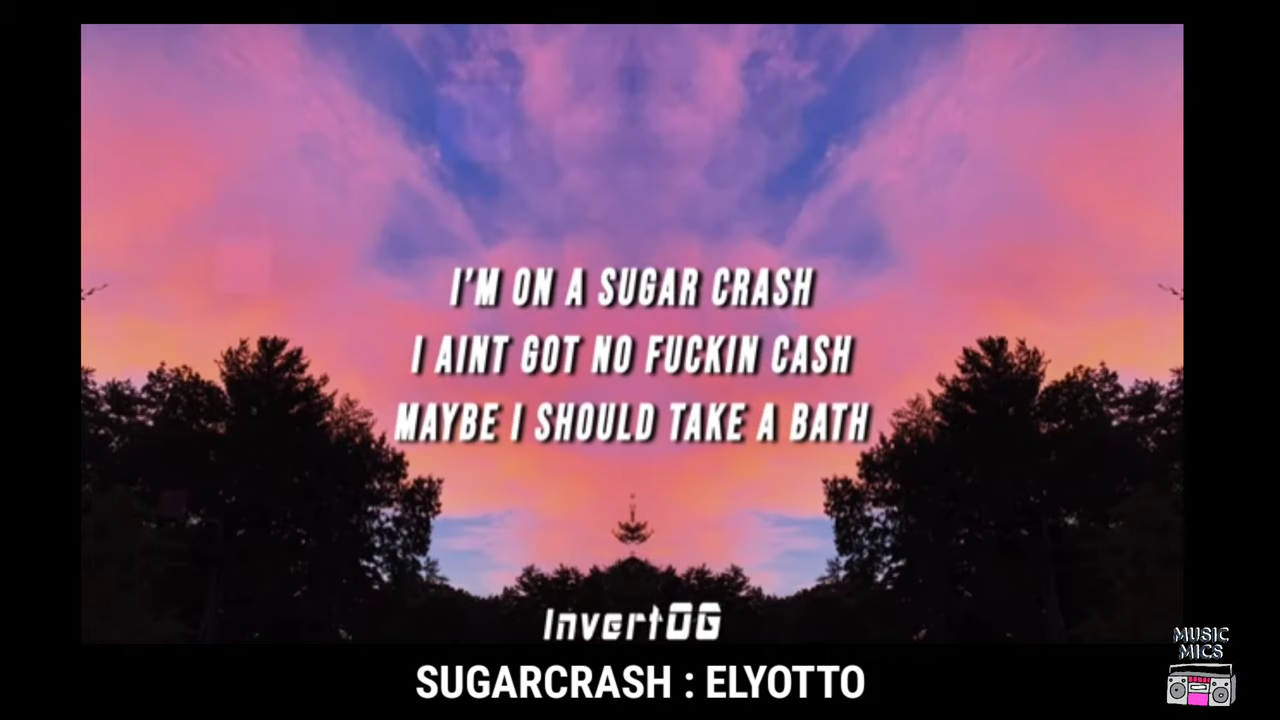 I'M ON A SUGAR CRASH
I AINT GOT NO FUCKIN CASH
MAYBE I SHOULD TAKE A BATH
InvertOG
SUGARCRASH : ELYOTTO
MUSIC
MICS